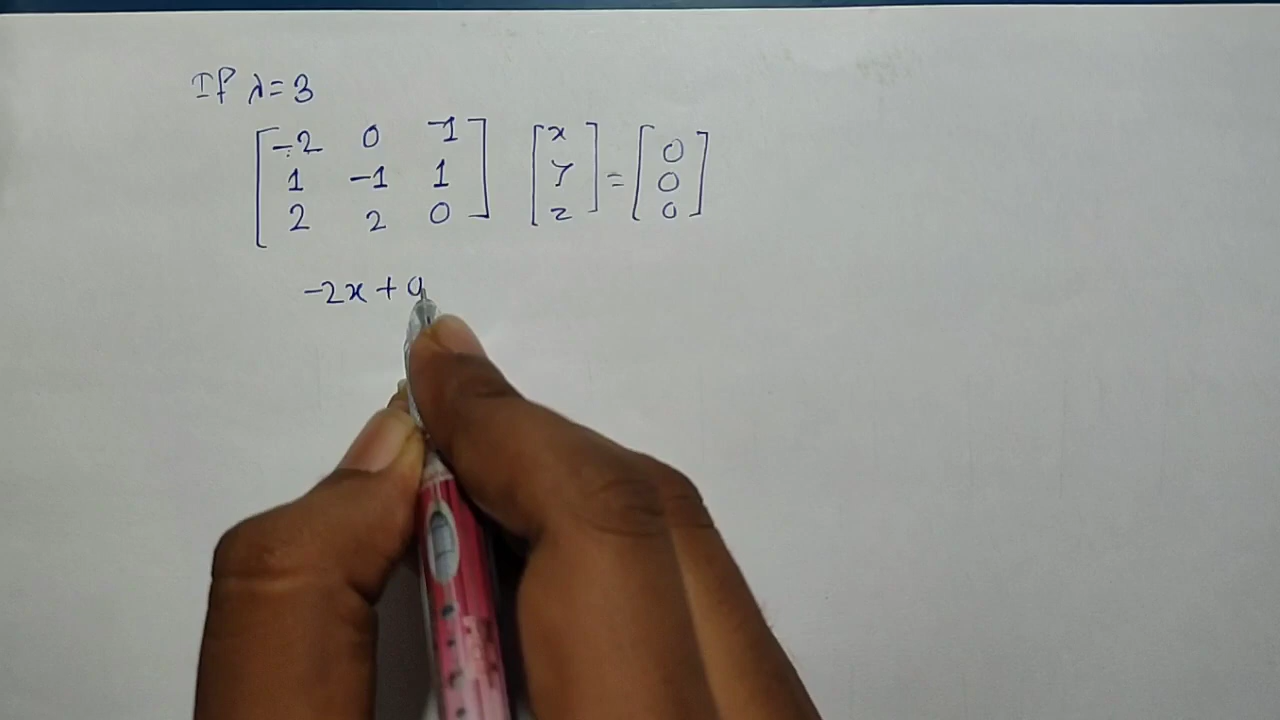 If λ=3
[-2 0 -1] [x] = [0]
[1 -1 1] [y] [0]
[2 2 0] [z] [0]
-2x + 0